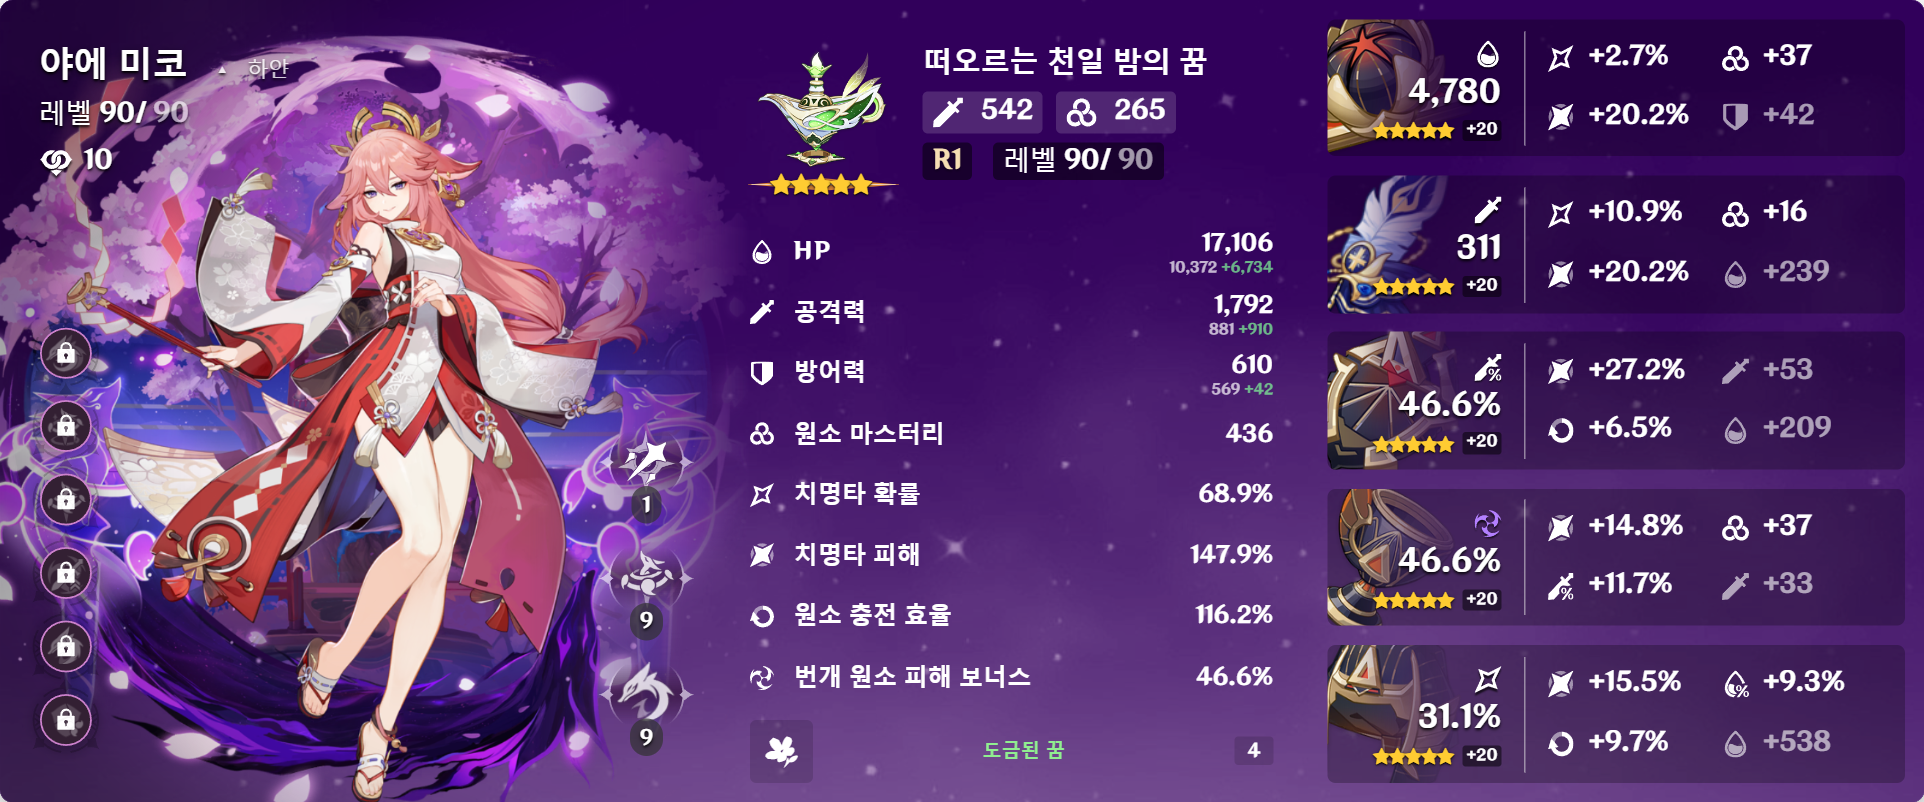 야에 미코 ▲ 하얀
레벨 90/ 90
10
1
9
9
떠오르는 천일 밤의 꿈
542 265
R1 레벨 90/ 90
HP 17,106
10,372 +6,734
공격력 1,792
881 +910
방어력 610
569 +42
원소 마스터리 436
치명타 확률 68.9%
치명타 피해 147.9%
원소 충전 효율 116.2%
번개 원소 피해 보너스 46.6%
도금된 꿈 4
4,780
+20
+2.7% +37
+20.2% +42
311
+20
+10.9% +16
+20.2% +239
46.6%
+20
+27.2% +53
+6.5% +209
46.6%
+20
+14.8% +37
+11.7% +33
31.1%
+20
+15.5% +9.3%
+9.7% +538